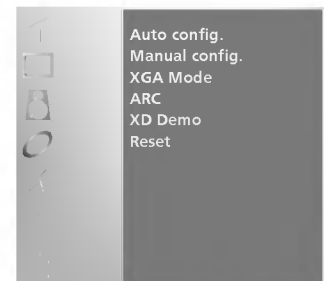 Auto config.
Manual config.
XGA Mode
ARC
XD Demo
Reset